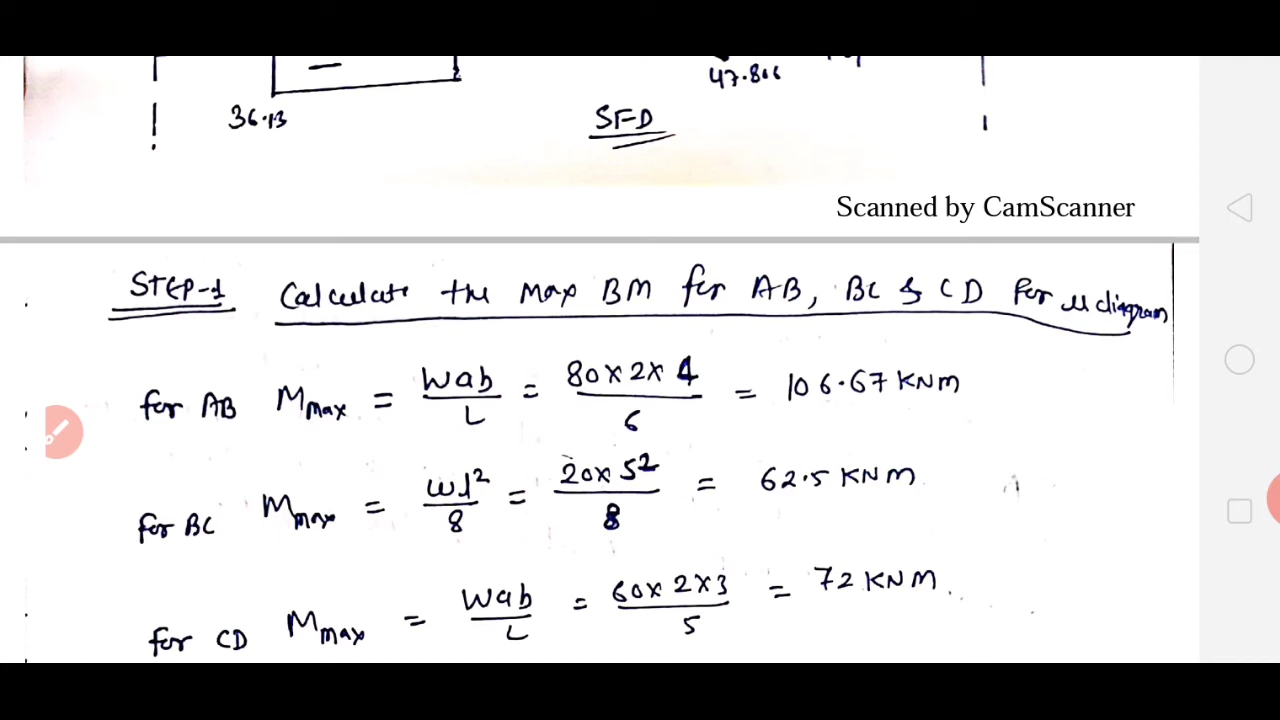 36.13
47.806
SFD
Scanned by CamScanner
STEP-1 Calculate the Max BM for AB, BC & CD for μ diagram
for AB Mmax = Wab/L = 80×2×4/6 = 106.67 KNM
for BC Mmax = wl²/8 = 20×5²/8 = 62.5 KNM
for CD Mmax = Wab/L = 60×2×3/5 = 72 KNM.